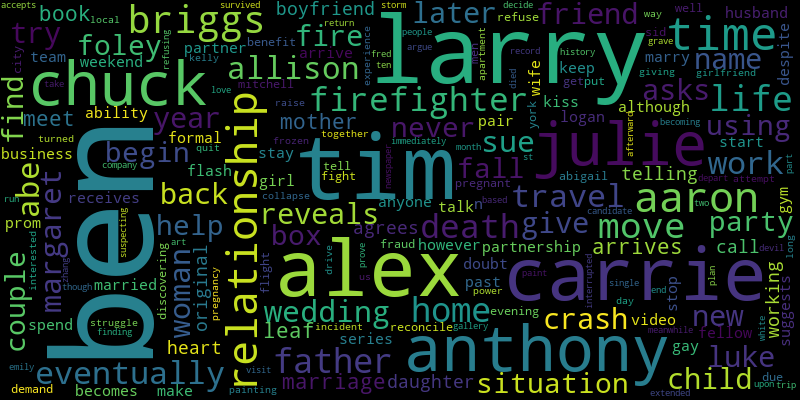 accepts
local
survived
storm
decide
book
briggs
larry
boyfriend
later
refuse
friend
way
well
husband
time
try
foley
fire
partner
people
argue
marry
sid
name
despite
team
weekend
arrive
fred
ten
apartment
men
record
grave
history
city
chuck
refusing
kelly
allison
benefit
experience
return
keep
get
put
giving
girlfriend
find
take
love
mitchell
firefighter
wife
kiss
asks
life
meet
ability
year
raise
died
york
although
logan
using
turned
formal
mother
together
never
pair
sue
julie
afterward
becoming
start
business
company
begin
quit
frozen
immediately
month
st
work
part
ben
relationship
flash
stay
tell
fight
tim
newspaper
fall
telling
depart
attempt
abe
margaret
receives
back
girl
collapse
pregnant
abigail
travel
aaron
two
candidate
gym
run
prom
suspecting
help
reveals
anyone
talk
n
based
move
party
long
couple
interested
married
discovering
woman
art
original
box
agrees
death
give
devil
hang
though
fraud
however
partnership
arrives
call
flight
alex
drive
prove
us
doubt
carrie
past
power
paint
interrupted
single
plan
stop
working
suggests
spend
struggle
finding
pregnancy
wedding
home
evening
day
end
new
white
heart
leaf
incident
reconcile
crash
video
fellow
emily
eventually
visit
father
series
gallery
anthony
gay
meanwhile
luke
due
demand
becomes
make
painting
marriage
daughter
situation
extended
child
upon
trip